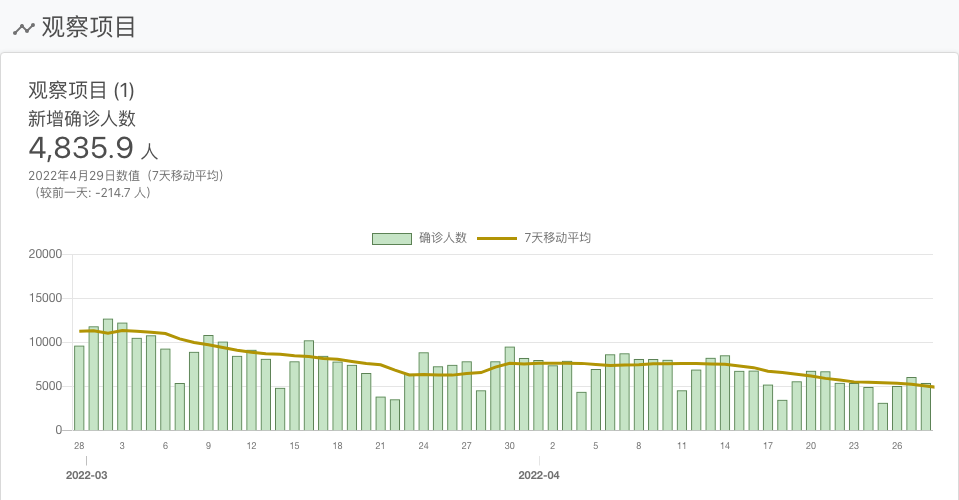 观察项目
观察项目 (1)
新增确诊人数
4,835.9 人
2022年4月29日数值（7天移动平均）
（较前一天: -214.7 人）
确诊人数 7天移动平均
20000
15000
10000
5000
0
28 3 6 9 12 15 18 21 24 27 30 2 5 8 11 14 17 20 23 26
2022-03 2022-04